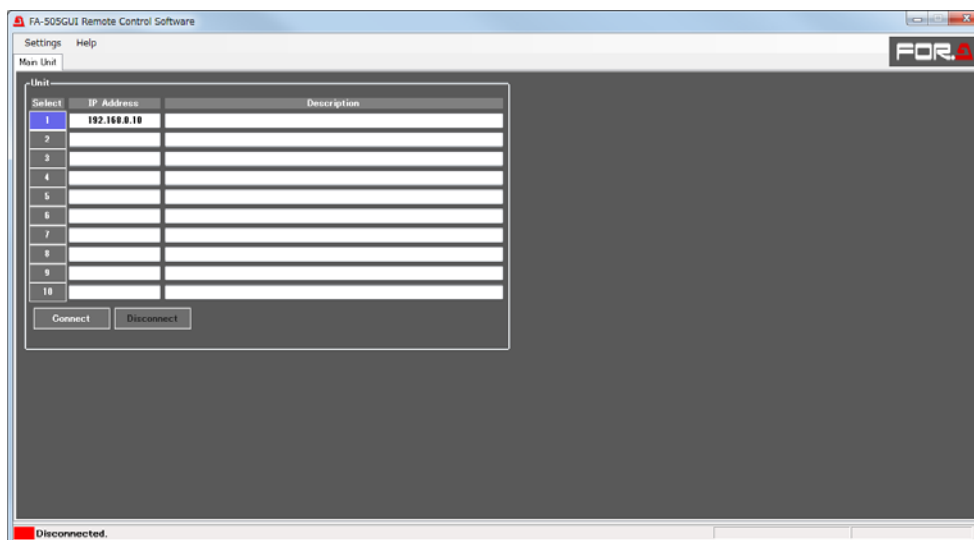 FA-505GUI Remote Control Software
Settings Help
FOR.A
Main Unit
Unit
Select IP Address Description
1 192.168.0.10
2
3
4
5
6
7
8
9
10
Connect Disconnect
Disconnected.